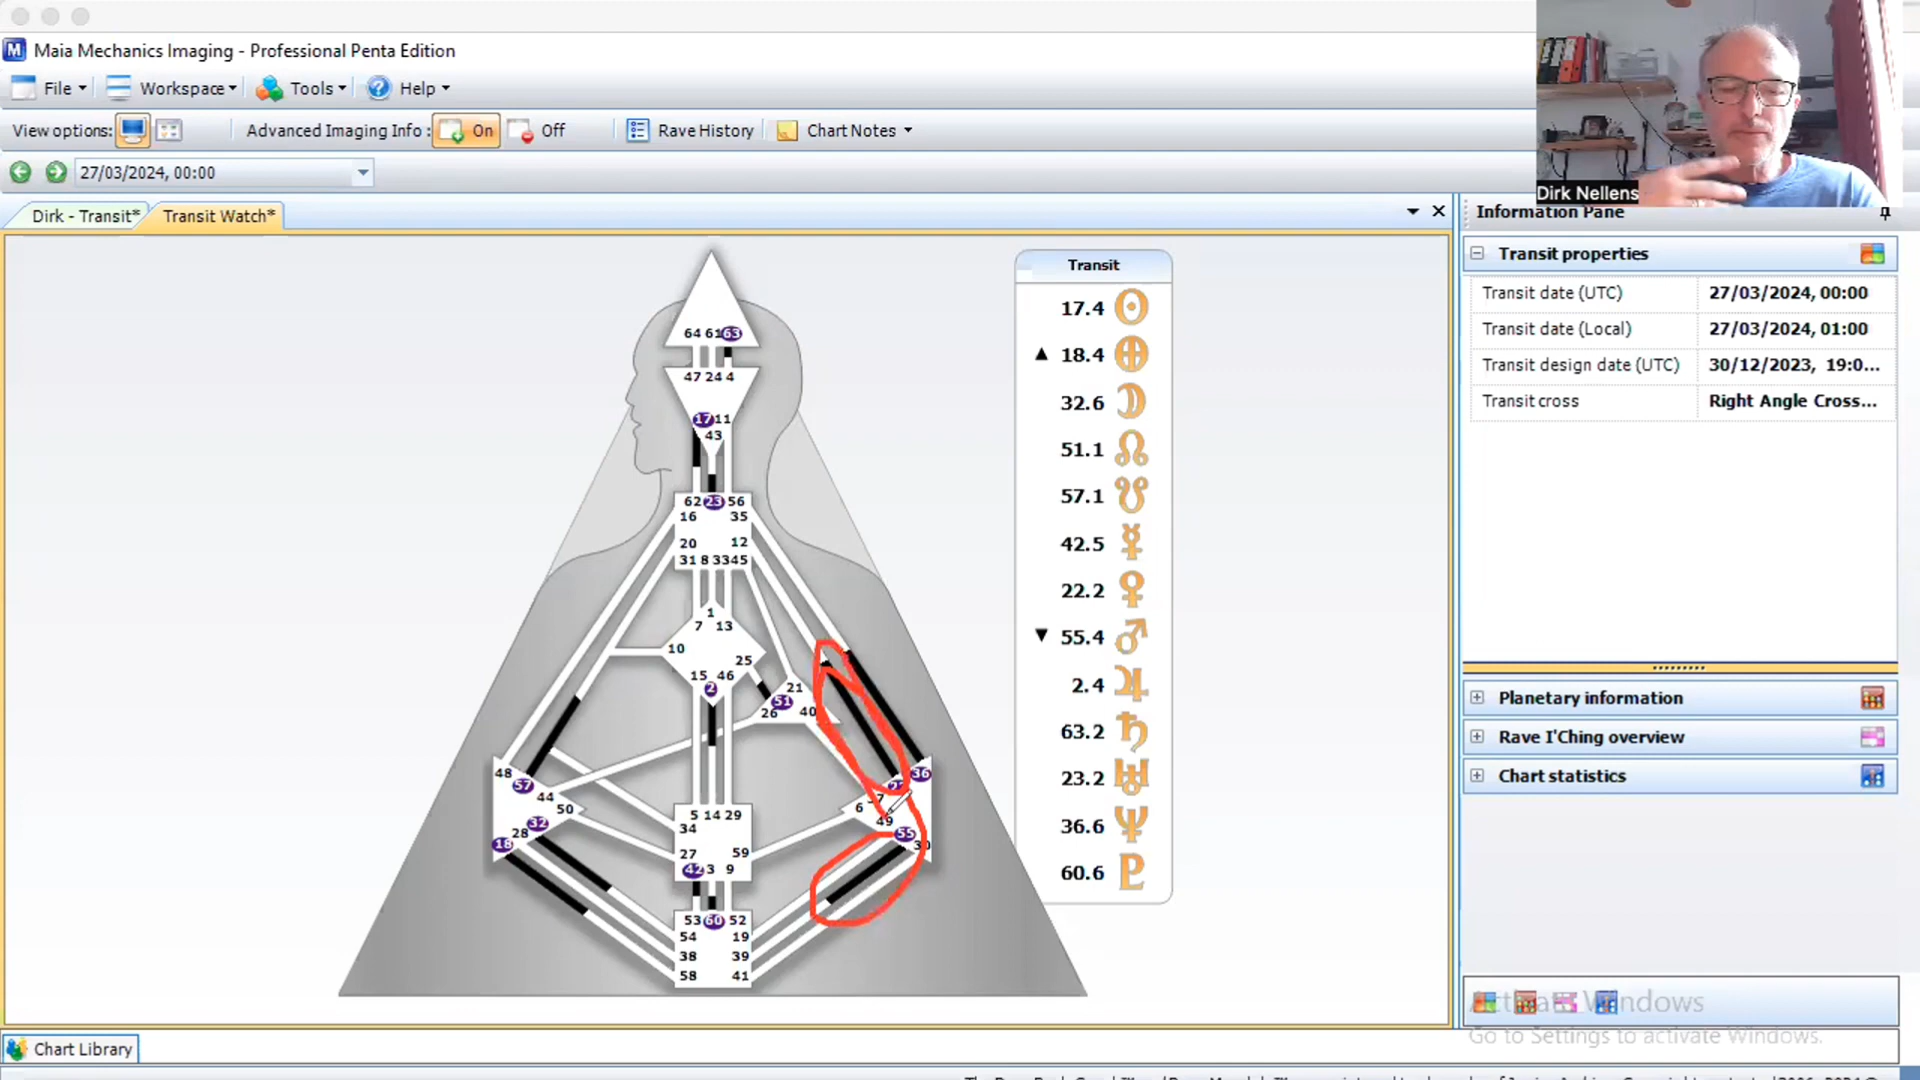 Maia Mechanics Imaging - Professional Penta Edition
File Workspace Tools Help
View options: Advanced Imaging Info : On Off Rave History Chart Notes
27/03/2024, 00:00
Dirk Nellens
Dirk - Transit* Transit Watch*
Information Pane
Transit properties
Transit date (UTC) 27/03/2024, 00:00
Transit date (Local) 27/03/2024, 01:00
Transit design date (UTC) 30/12/2023, 19:0...
Transit cross Right Angle Cross...
Planetary information
Rave I'Ching overview
Chart statistics
Transit
17.4
▲ 18.4
32.6
51.1
57.1
42.5
22.2
▼ 55.4
2.4
63.2
23.2
36.6
60.6
64 61 63
47 24 4
17 11
43
62 23 56
16 35
20 12
31 8 33 45
1
7 13
10
25
15 46
2
21
51
26 40
48
57
44
50
32
28
18
36
6
49
55
30
5 14 29
34
27 59
42 3 9
53 60 52
54 19
38 39
58 41
Activate Windows
Go to Settings to activate Windows.
Chart Library